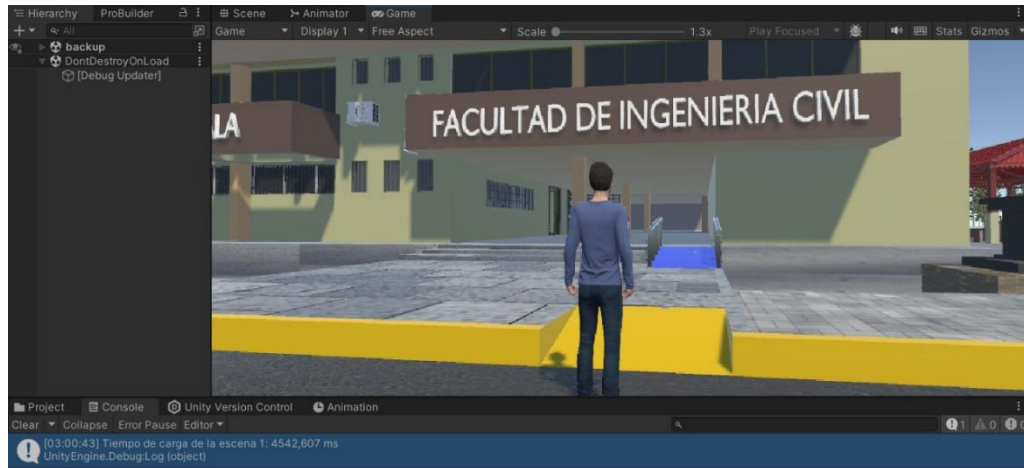 Hierarchy ProBuilder
All
backup
DontDestroyOnLoad
[Debug Updater]
Scene Animator Game
Game Display 1 Free Aspect Scale 1.3x Play Focused Stats Gizmos
LA
FACULTAD DE INGENIERIA CIVIL
Project Console Unity Version Control Animation
Clear Collapse Error Pause Editor 1 0 0
[03:00:43] Tiempo de carga de la escena 1: 4542,607 ms
UnityEngine.Debug:Log (object)